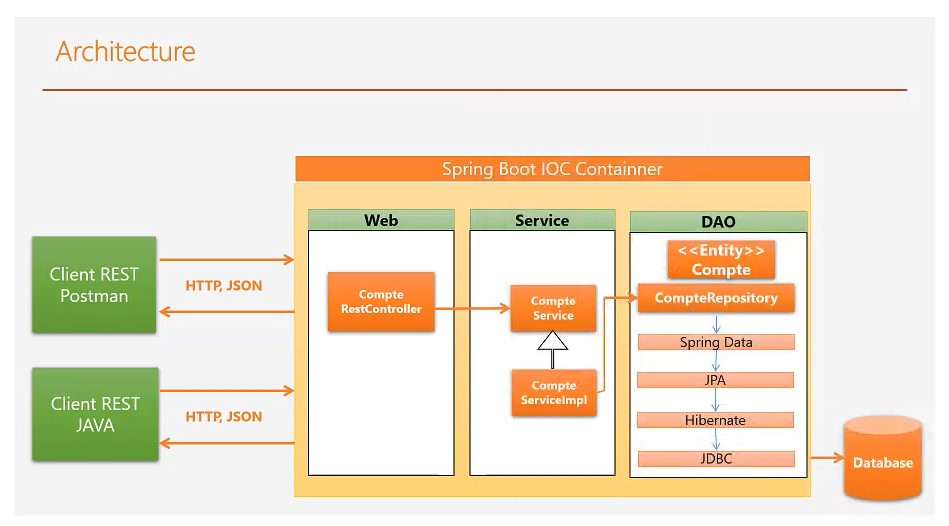 Architecture
Spring Boot IOC Containner
Web
Service
DAO
Client REST
Postman
HTTP, JSON
Client REST
JAVA
HTTP, JSON
Compte
RestController
Compte
Service
Compte
ServiceImpl
<<Entity>>
Compte
CompteRepository
Spring Data
JPA
Hibernate
JDBC
Database